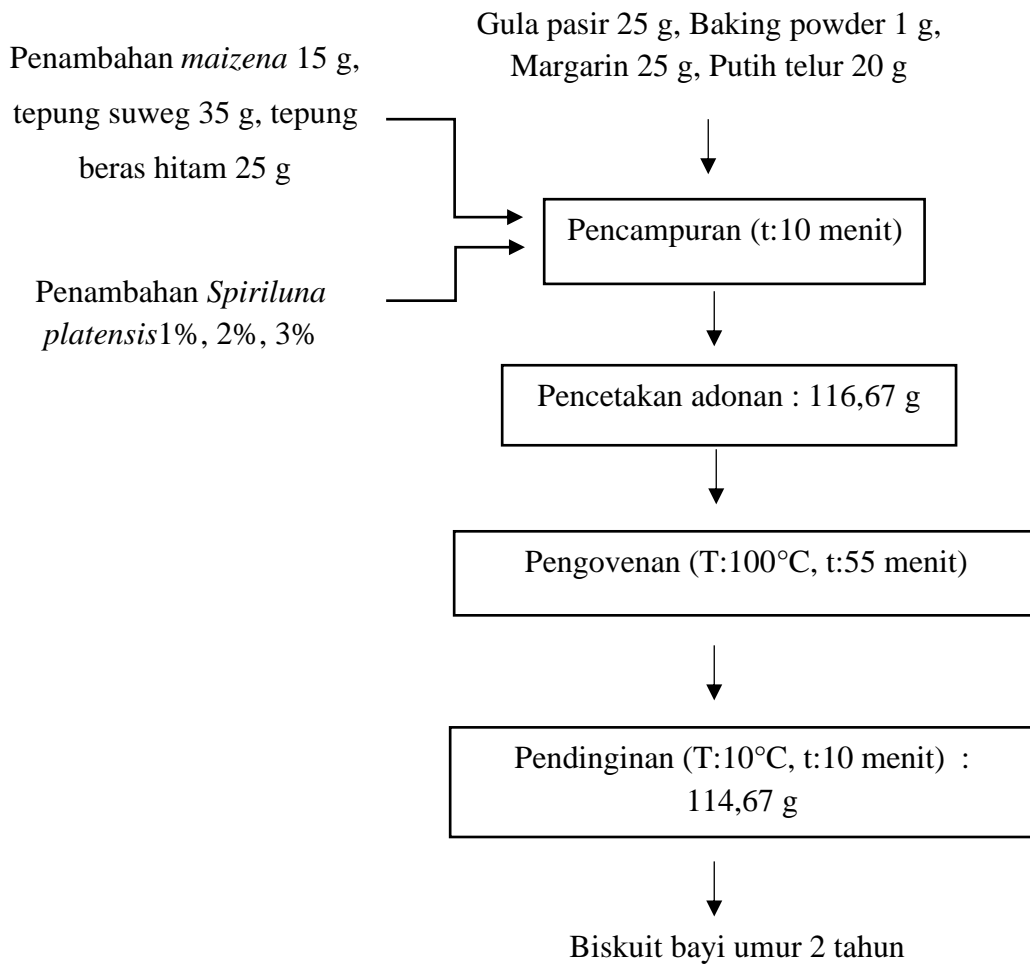 Gula pasir 25 g, Baking powder 1 g,
Margarin 25 g, Putih telur 20 g
Penambahan maizena 15 g,
tepung suweg 35 g, tepung
beras hitam 25 g
Pencampuran (t:10 menit)
Penambahan Spiriluna
platensis1%, 2%, 3%
Pencetakan adonan : 116,67 g
Pengovenan (T:100°C, t:55 menit)
Pendinginan (T:10°C, t:10 menit) :
114,67 g
Biskuit bayi umur 2 tahun